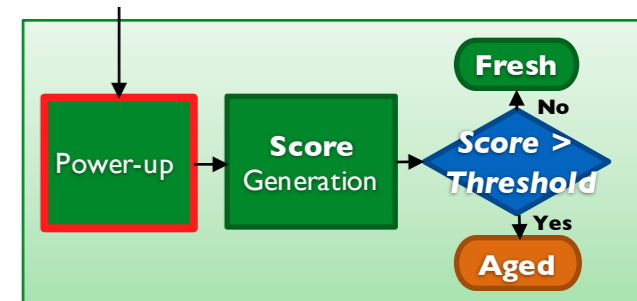 Power-up
Score
Generation
Score >
Threshold
No
Fresh
Yes
Aged